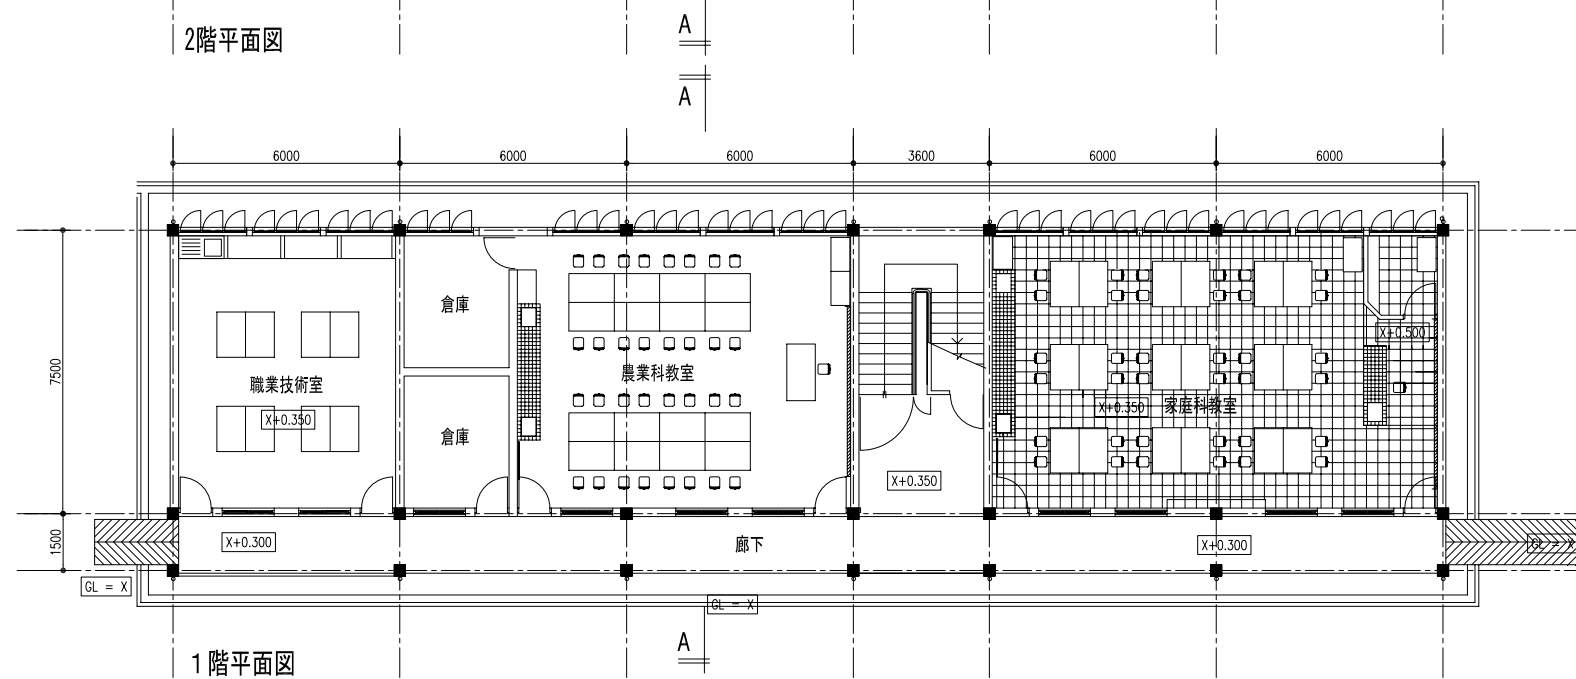 2階平面図
A
A
6000
6000
6000
3600
6000
6000
7500
1500
倉庫
倉庫
職業技術室
X+0.350
農業科教室
X+0.350
X+0.500
X+0.350
家庭科教室
X+0.300
廊下
X+0.300
GL = X
GL = X
GL = X
A
1階平面図